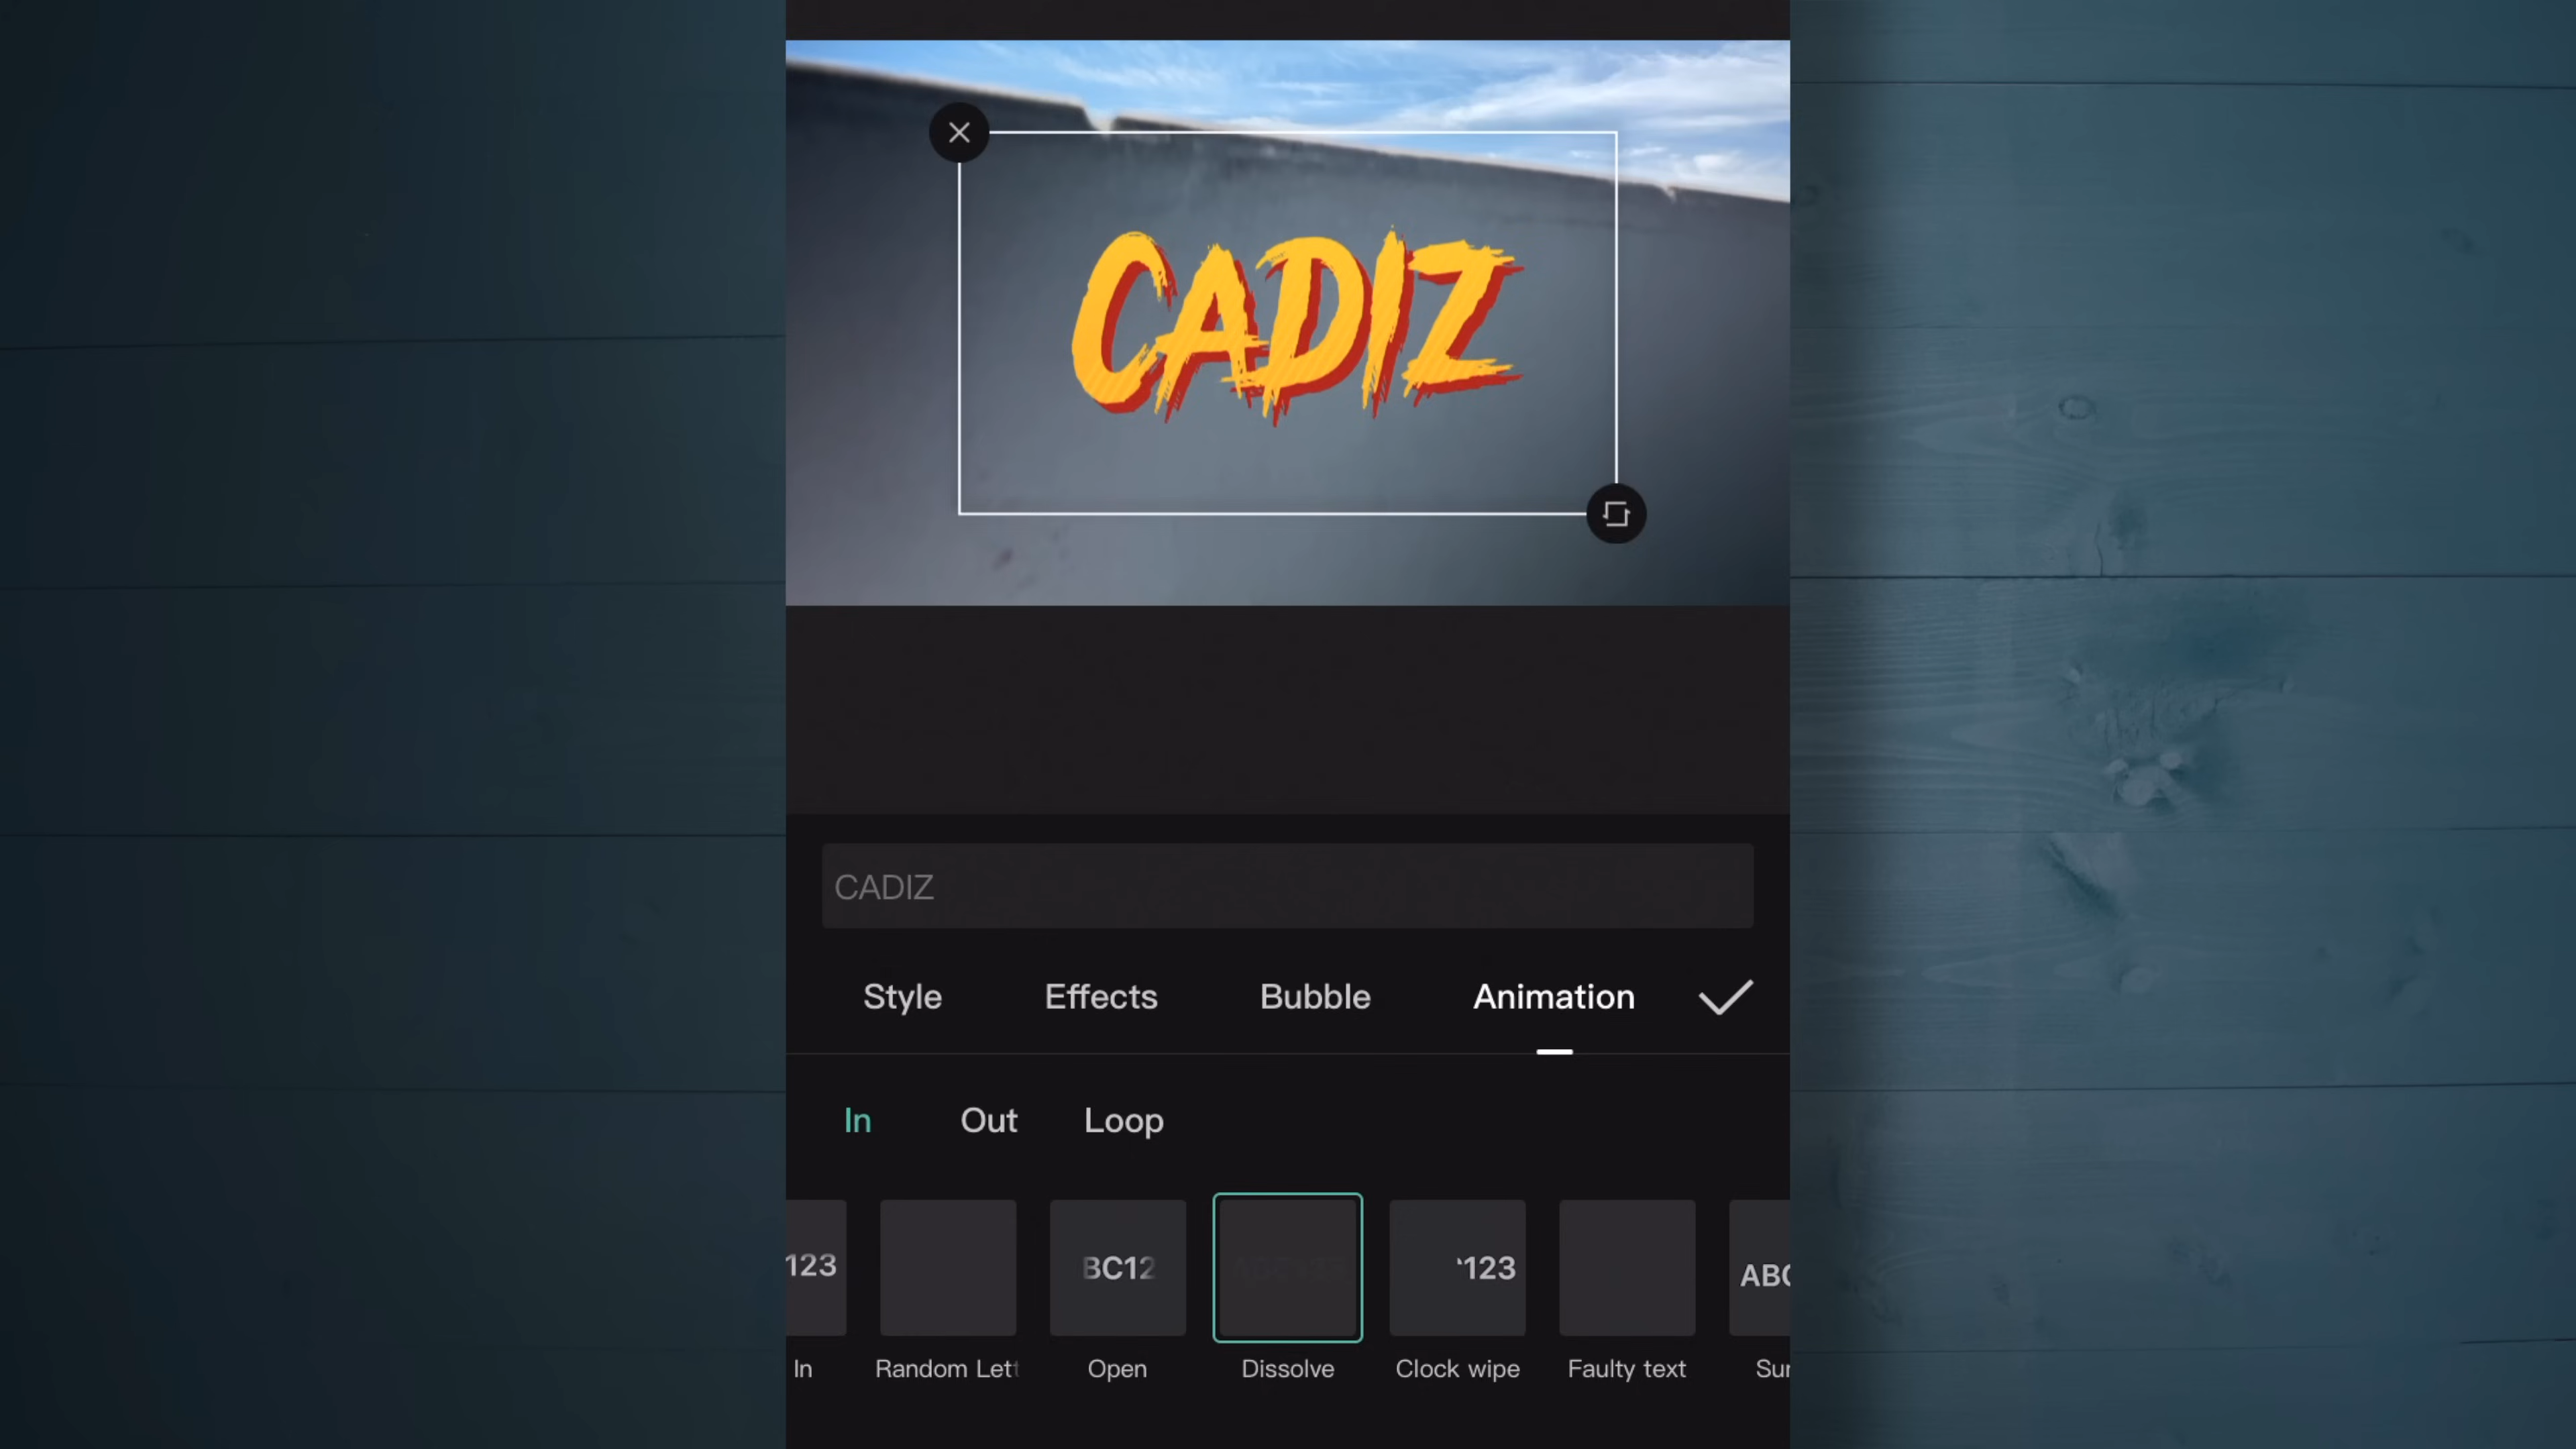 CADIZ
CADIZ
Style Effects Bubble Animation
In Out Loop
123 BC12 123 ABC
In Random Lett Open Dissolve Clock wipe Faulty text Sur